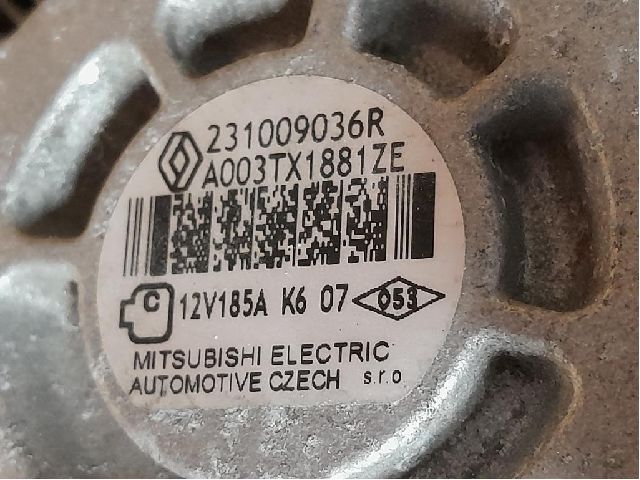 231009036R
A003TX1881ZE
C 12V185A K6 07 053
MITSUBISHI ELECTRIC
AUTOMOTIVE CZECH s.r.o